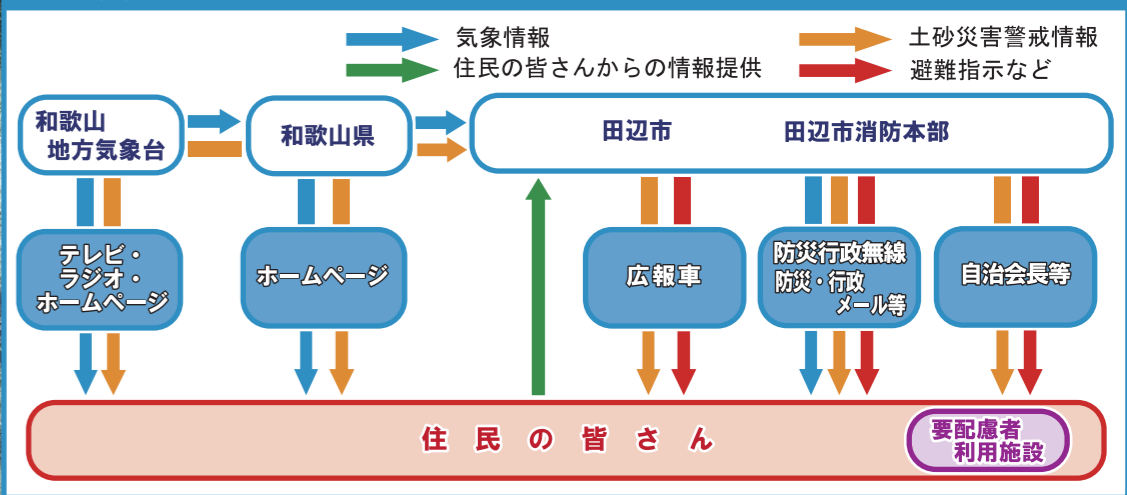 気象情報
土砂災害警戒情報
住民の皆さんからの情報提供
避難指示など
和歌山
地方気象台
和歌山県
田辺市
田辺市消防本部
テレビ・
ラジオ・
ホームページ
ホームページ
広報車
防災行政無線
防災・行政
メール等
自治会長等
住民の皆さん
要配慮者
利用施設